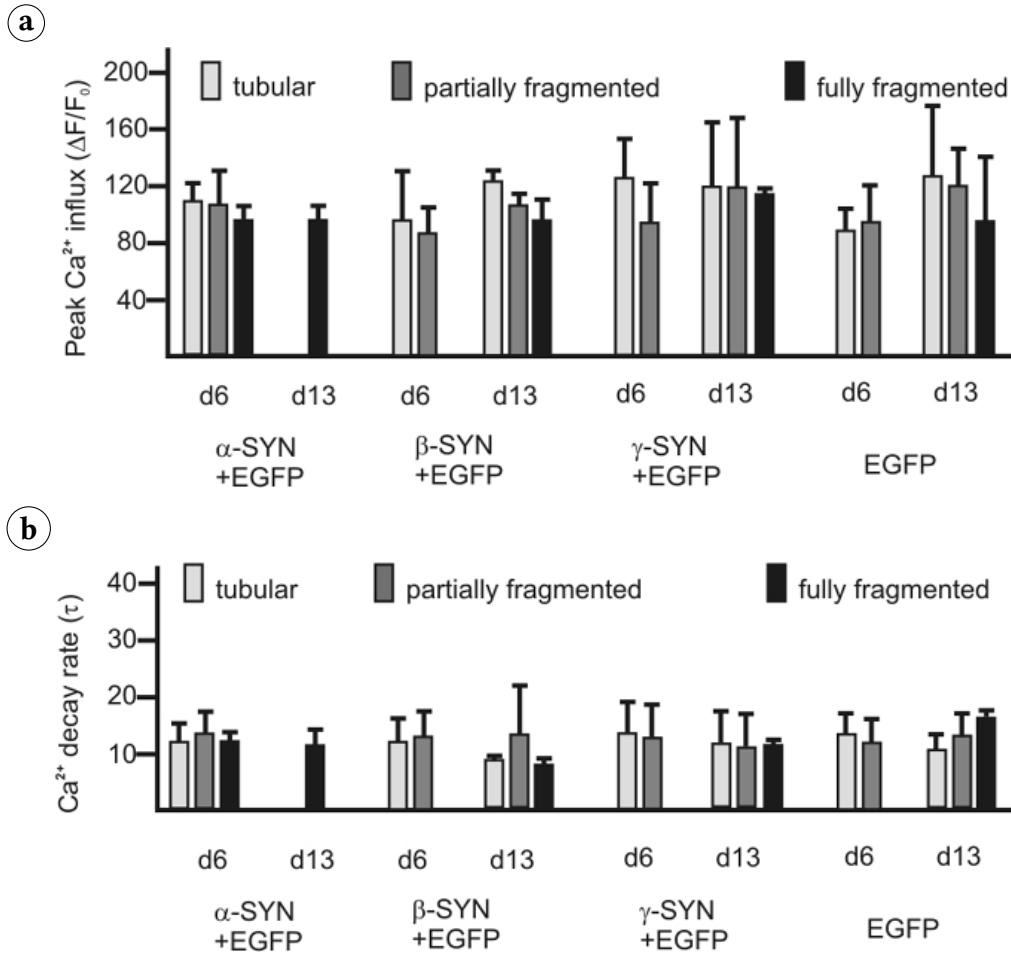 a
Peak Ca²⁺ influx (ΔF/F₀)
200
160
120
80
40
tubular
partially fragmented
fully fragmented
d6 d13 d6 d13 d6 d13 d6 d13
α-SYN +EGFP
β-SYN +EGFP
γ-SYN +EGFP
EGFP
b
Ca²⁺ decay rate (τ)
40
30
20
10
tubular
partially fragmented
fully fragmented
d6 d13 d6 d13 d6 d13 d6 d13
α-SYN +EGFP
β-SYN +EGFP
γ-SYN +EGFP
EGFP